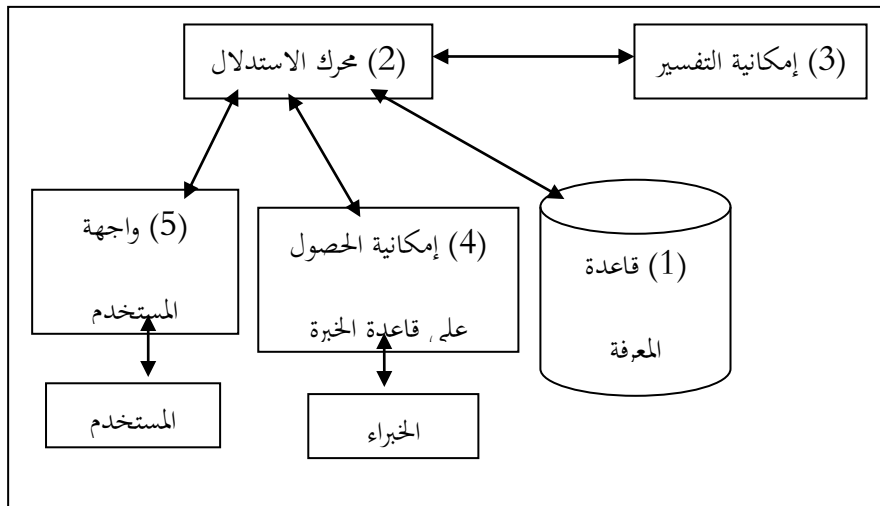 (2) محرك الاستدلال
(3) إمكانية التفسير
(5) واجهة
المستخدم
(4) إمكانية الحصول
على قاعدة الخبرة
(1) قاعدة
المعرفة
المستخدم
الخبراء